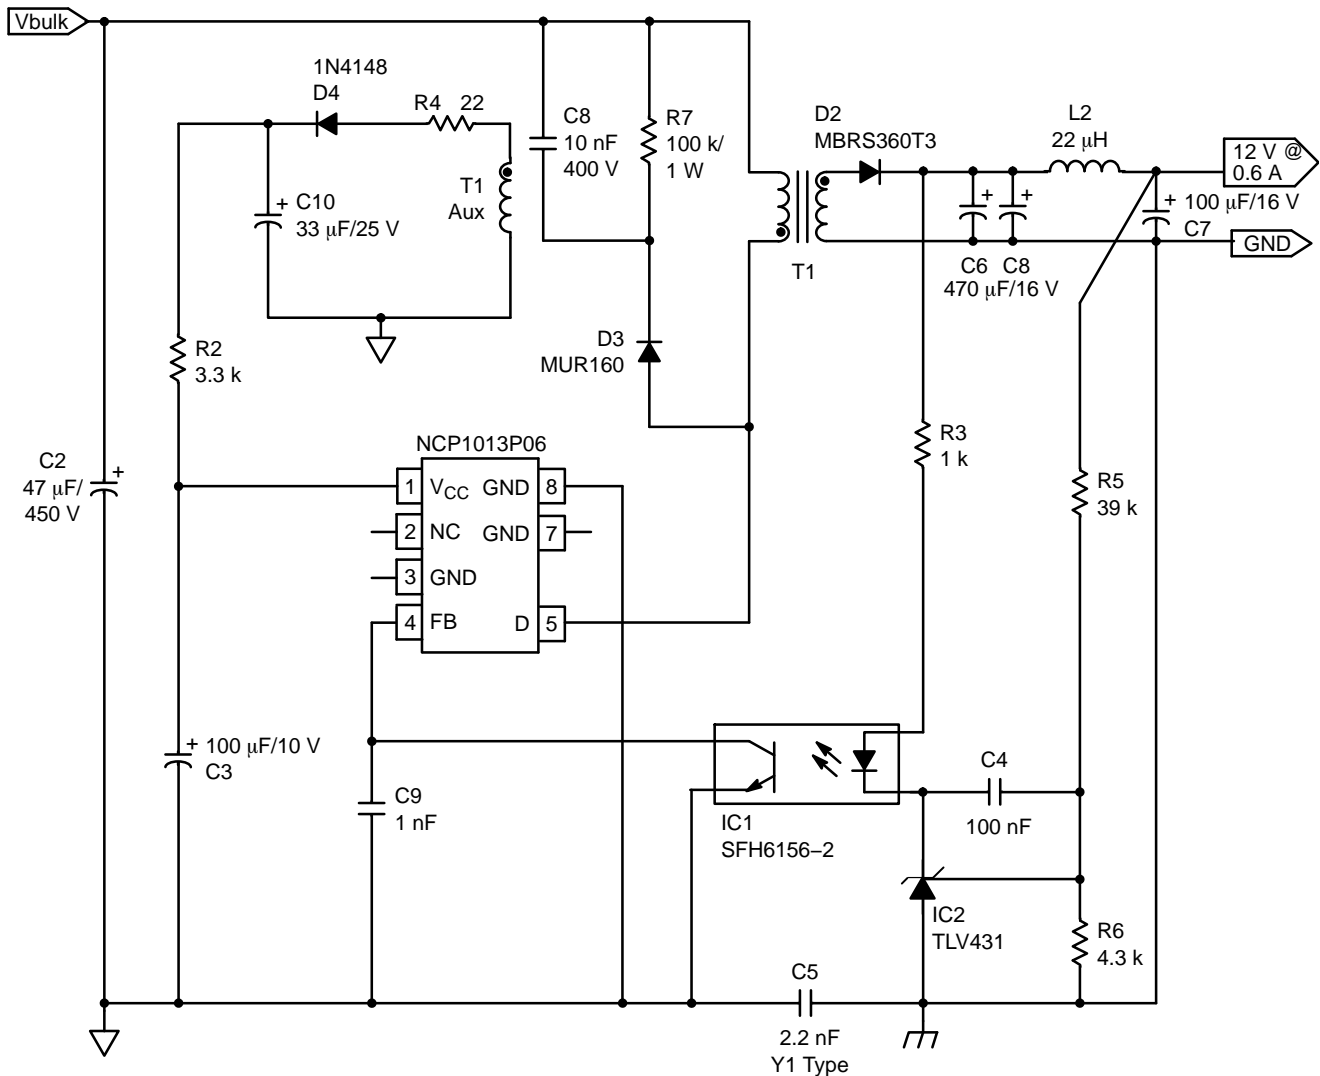 Vbulk
1N4148
D4
R4 22
C8
10 nF
400 V
R7
100 k/
1 W
D2
MBRS360T3
L2
22 μH
12 V @
0.6 A
T1
Aux
C10
33 μF/25 V
100 μF/16 V
C7
GND
T1
C6 C8
470 μF/16 V
R2
3.3 k
D3
MUR160
NCP1013P06
R3
1 k
C2
47 μF/
450 V
R5
39 k
1 VCC GND 8
2 NC GND 7
3 GND
4 FB D 5
100 μF/10 V
C3
C9
1 nF
C4
100 nF
IC1
SFH6156–2
IC2
TLV431
R6
4.3 k
C5
2.2 nF
Y1 Type